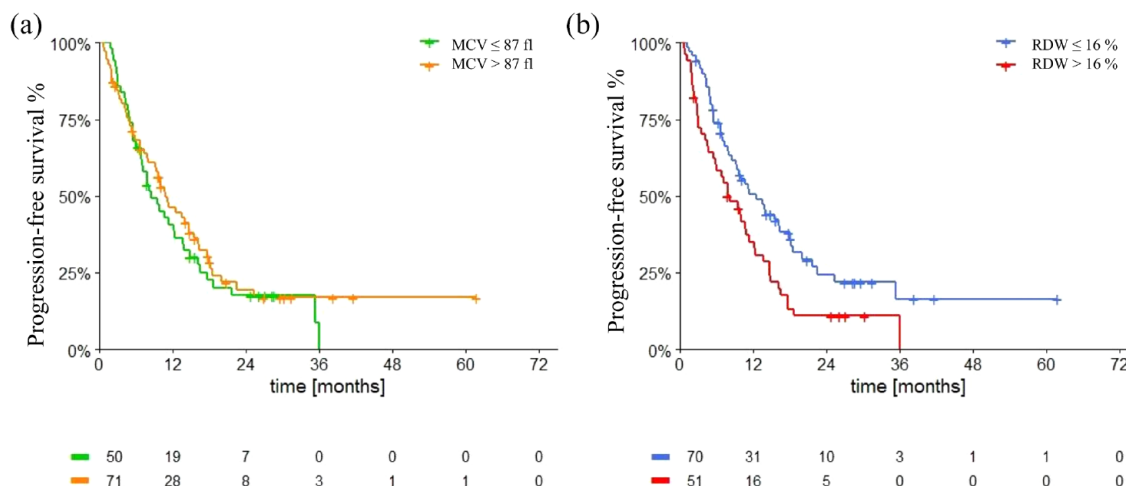 (a)
MCV ≤ 87 fl
MCV > 87 fl
Progression-free survival %
100%
75%
50%
25%
0%
0 12 24 36 48 60 72
time [months]
50 19 7 0 0 0 0
71 28 8 3 1 1 0
(b)
RDW ≤ 16 %
RDW > 16 %
Progression-free survival %
100%
75%
50%
25%
0%
0 12 24 36 48 60 72
time [months]
70 31 10 3 1 1 0
51 16 5 0 0 0 0